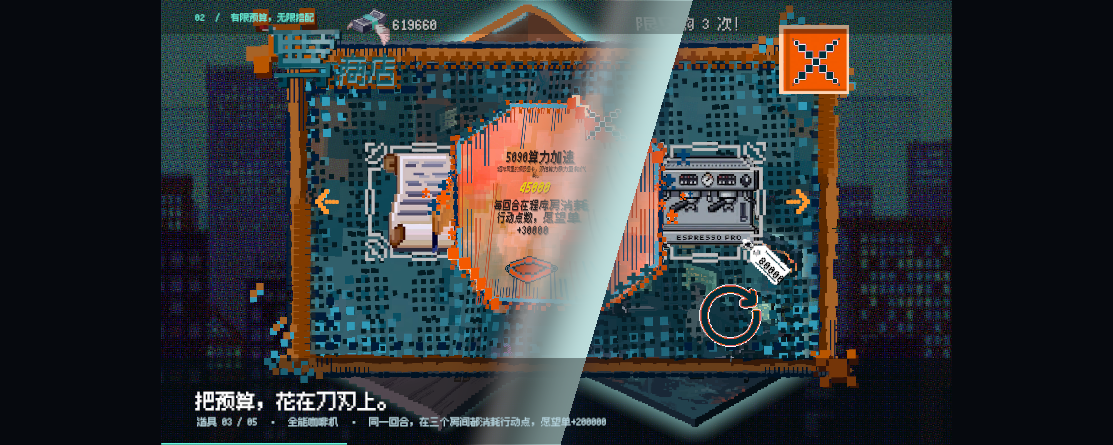 02 / 有限预算，无限搭配
619660
限 购 3 次！
商店
5090算力加速
45000
每回合在程序房消耗
行动点数，愿望单
+30000
ESPRESSO PRO
80000
把预算，花在刀刃上。
道具 03 / 05 · 全能咖啡机 · 同一回合，在三个房间都消耗行动点，愿望单+200000